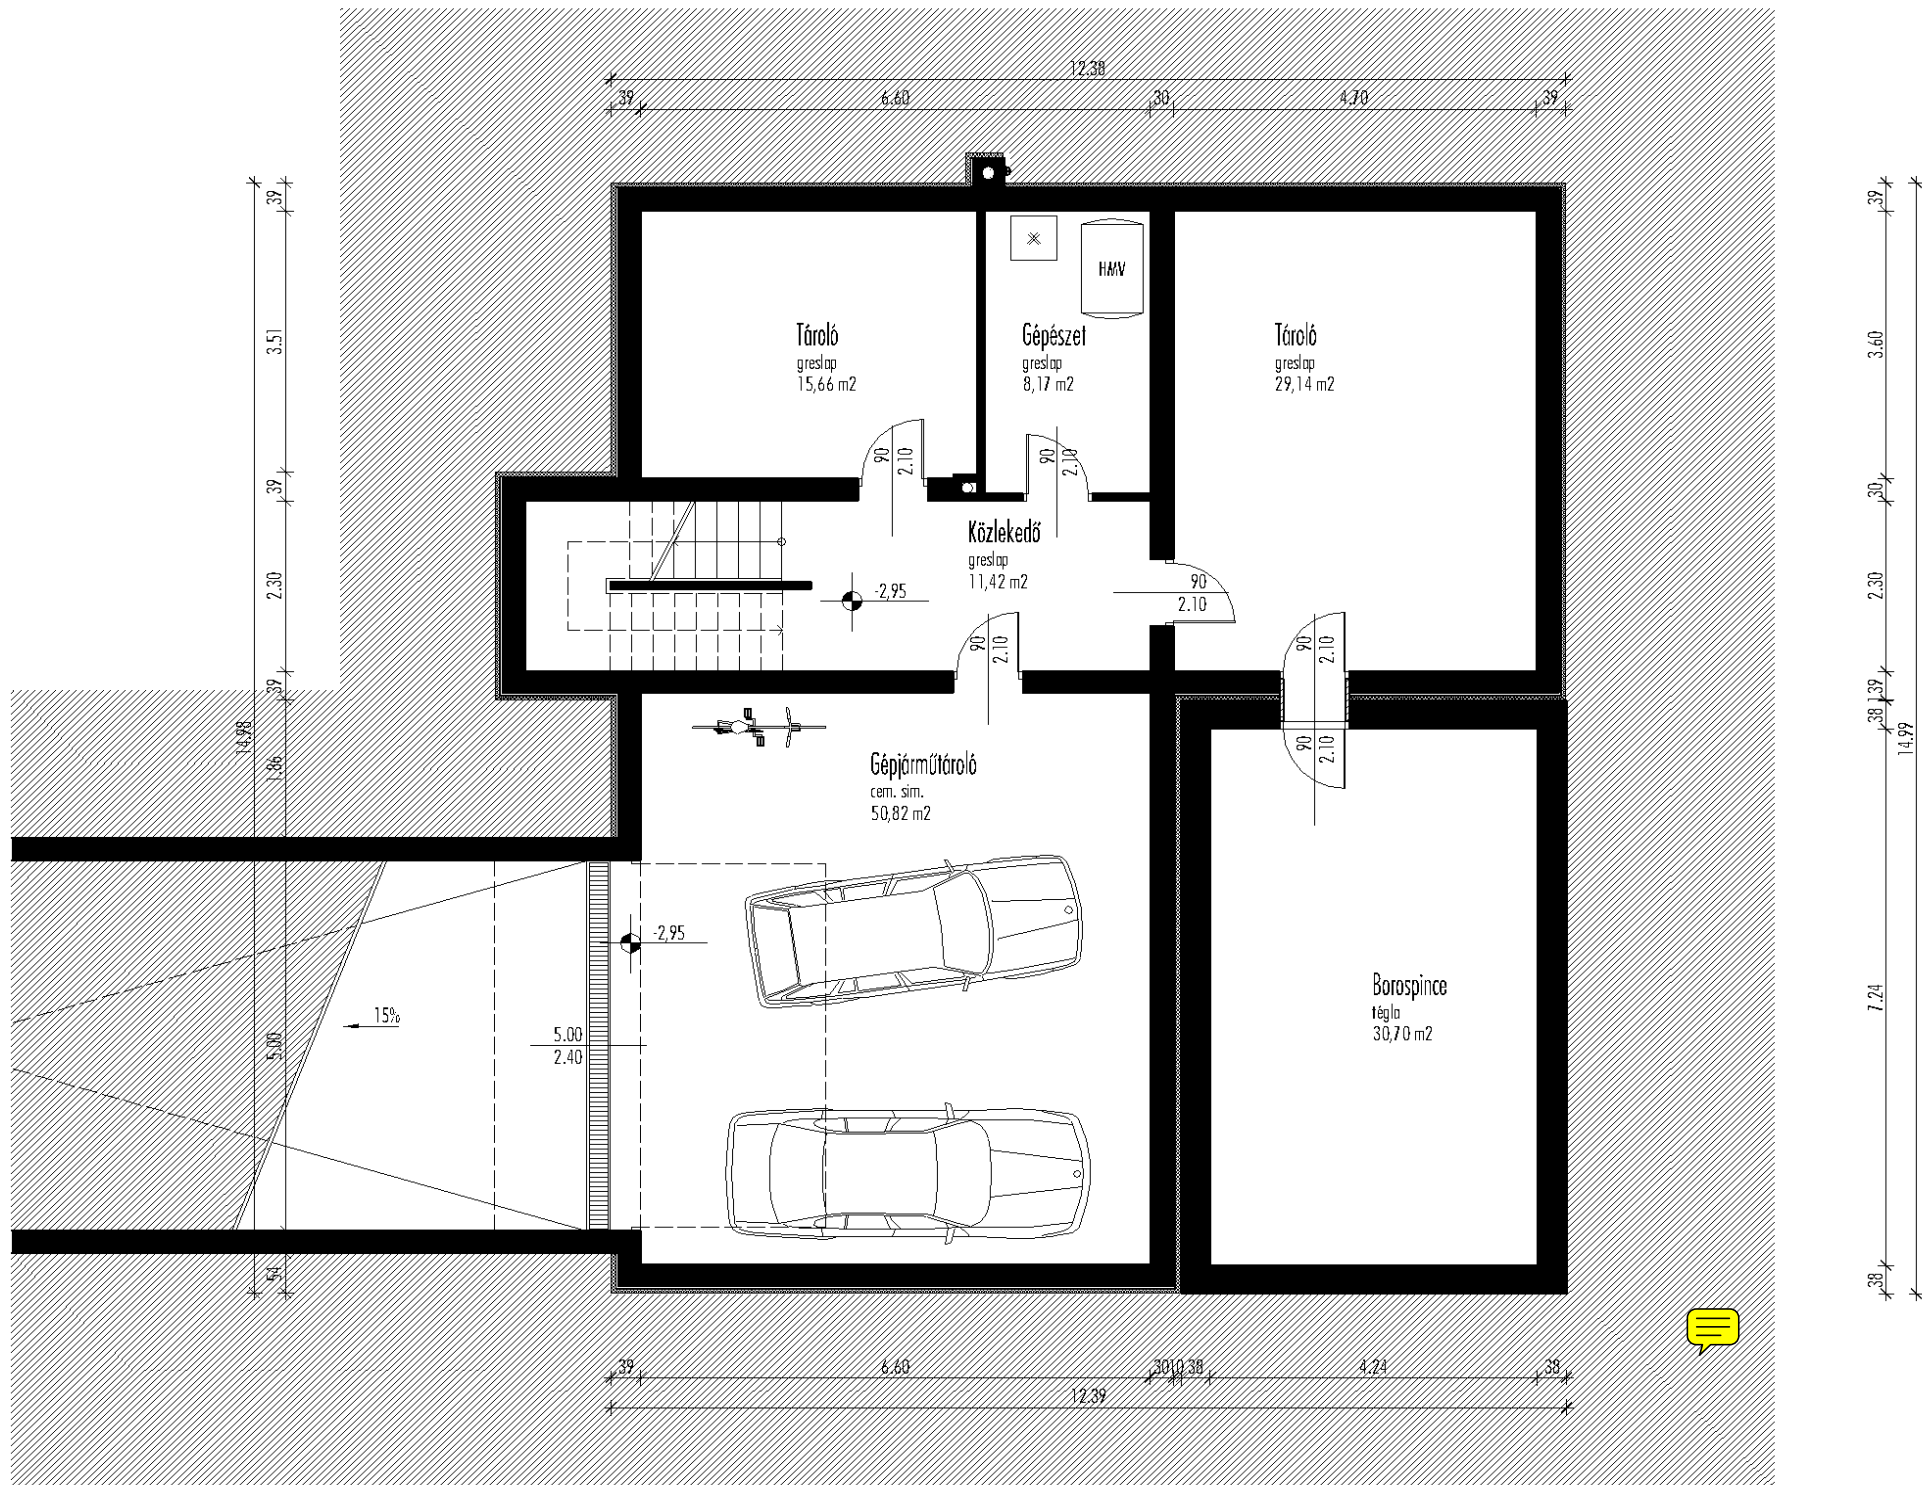 12.38
39
6.60
30
4.70
39
39
3.51
39
2.30
39
14.98
1.86
5.00
54
39
3.60
30
2.30
39
38
14.99
7.24
38
HMV
Tároló
greslap
15,66 m2
Gépészet
greslap
8,17 m2
Tároló
greslap
29,14 m2
90
2.10
90
2.10
Közlekedő
greslap
11,42 m2
-2,95
90
2.10
90
2.10
90
2.10
90
2.10
Gépjárműtároló
cem. sim.
50,82 m2
-2,95
15%
5.00
2.40
Borospince
tégla
30,70 m2
39
6.60
30
10
38
4.24
38
12.39